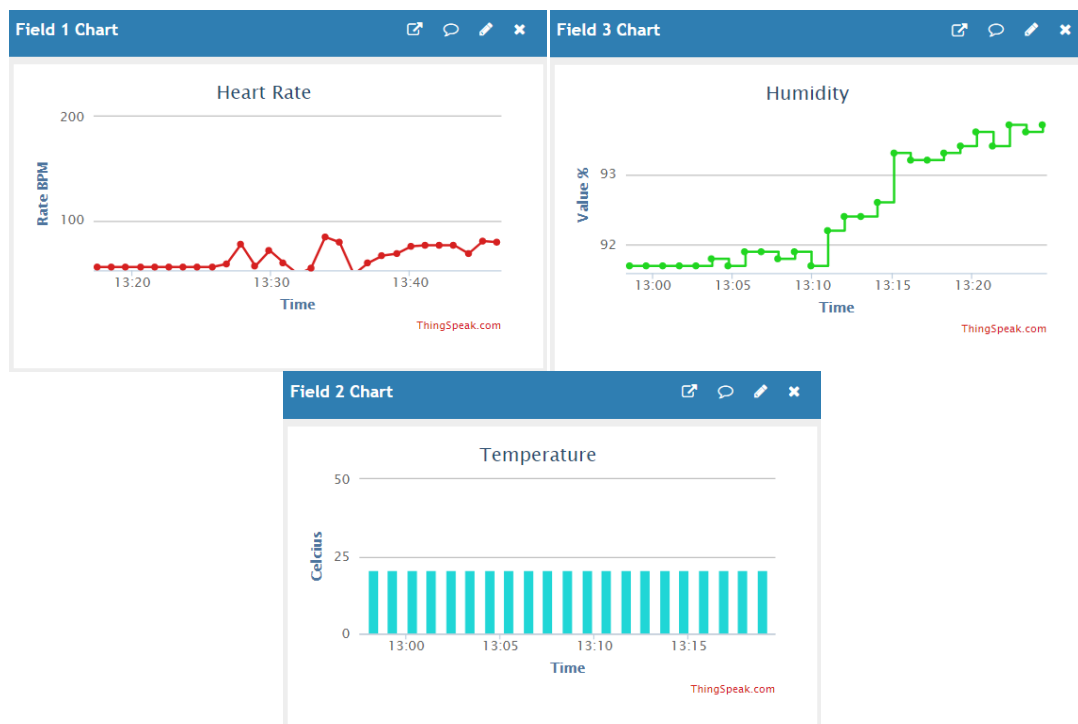 Field 1 Chart
Heart Rate
200
100
Rate BPM
13:20 13:30 13:40
Time
ThingSpeak.com
Field 3 Chart
Humidity
93
92
Value %
13:00 13:05 13:10 13:15 13:20
Time
ThingSpeak.com
Field 2 Chart
Temperature
50
25
0
Celcius
13:00 13:05 13:10 13:15
Time
ThingSpeak.com